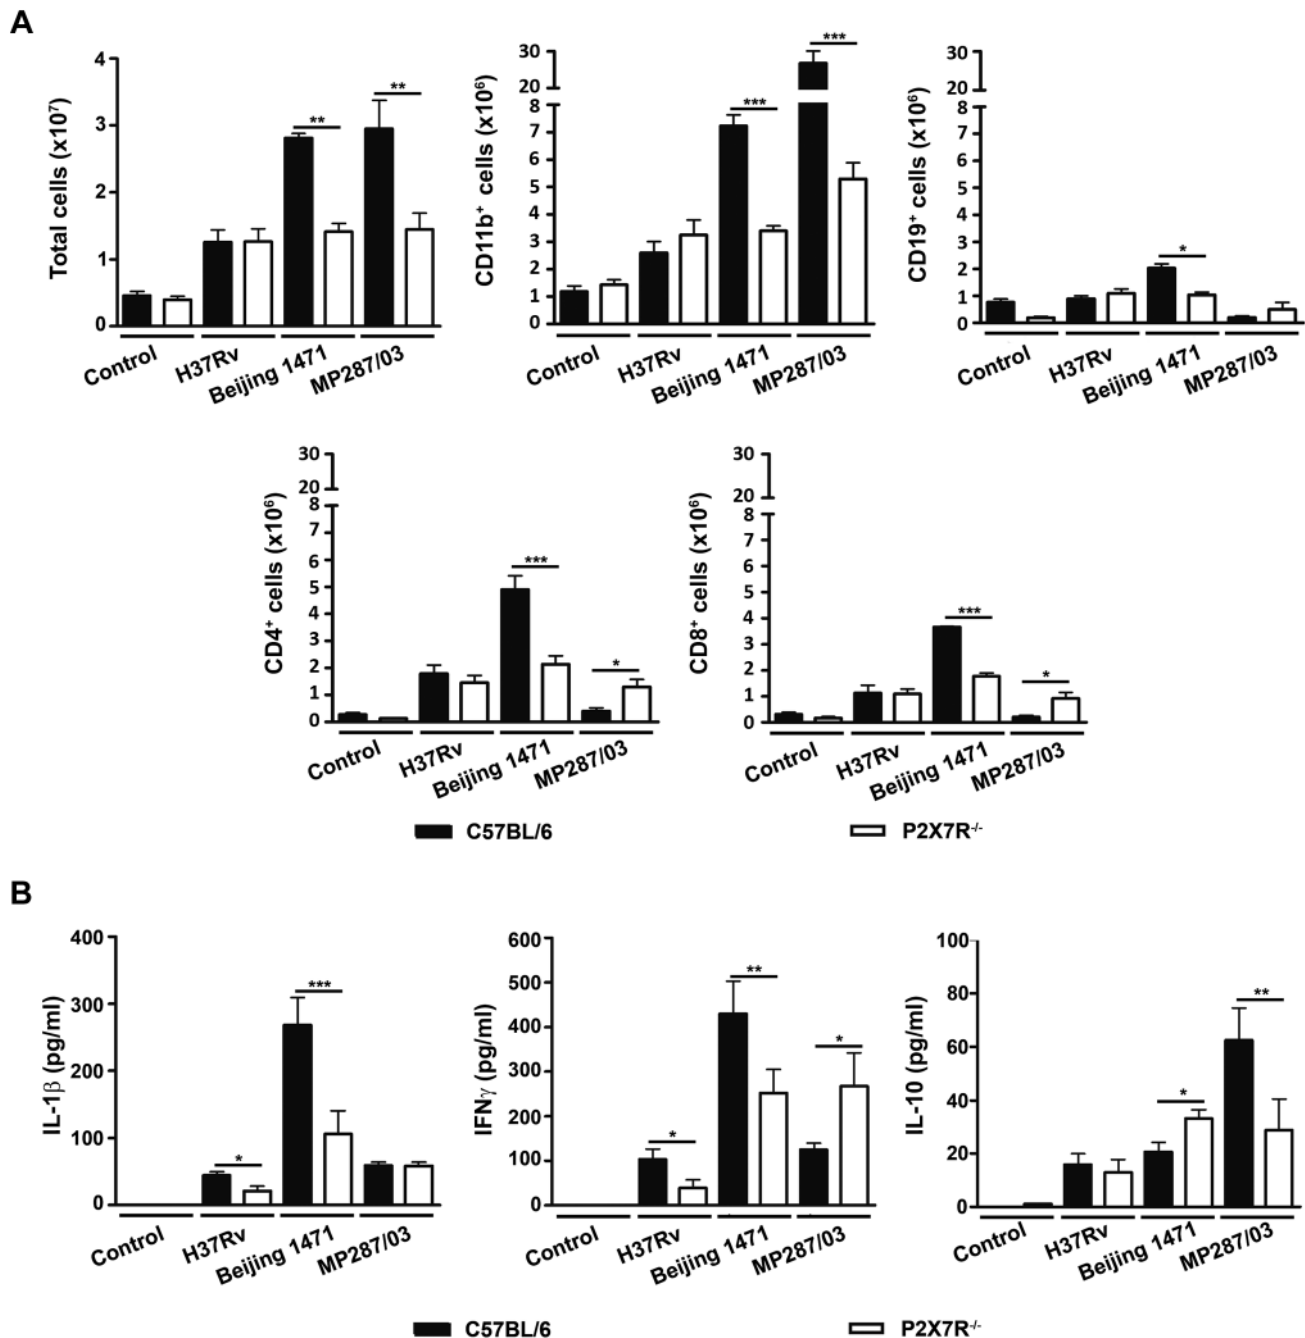 A
Total cells (x10⁷)
4
3
2
1
0
**
**
Control
H37Rv
Beijing 1471
MP287/03
CD11b⁺ cells (x10⁶)
30
20
8
7
6
5
4
3
2
1
0
***
***
Control
H37Rv
Beijing 1471
MP287/03
CD19⁺ cells (x10⁶)
30
20
8
7
6
5
4
3
2
1
0
*
Control
H37Rv
Beijing 1471
MP287/03
CD4⁺ cells (x10⁶)
30
20
8
7
6
5
4
3
2
1
0
***
*
Control
H37Rv
Beijing 1471
MP287/03
CD8⁺ cells (x10⁶)
30
20
8
7
6
5
4
3
2
1
0
***
*
Control
H37Rv
Beijing 1471
MP287/03
C57BL/6
P2X7R⁻/⁻
B
IL-1β (pg/ml)
400
300
200
100
0
*
***
Control
H37Rv
Beijing 1471
MP287/03
IFNγ (pg/ml)
600
500
400
300
200
100
0
*
**
*
Control
H37Rv
Beijing 1471
MP287/03
IL-10 (pg/ml)
100
80
60
40
20
0
*
**
Control
H37Rv
Beijing 1471
MP287/03
C57BL/6
P2X7R⁻/⁻